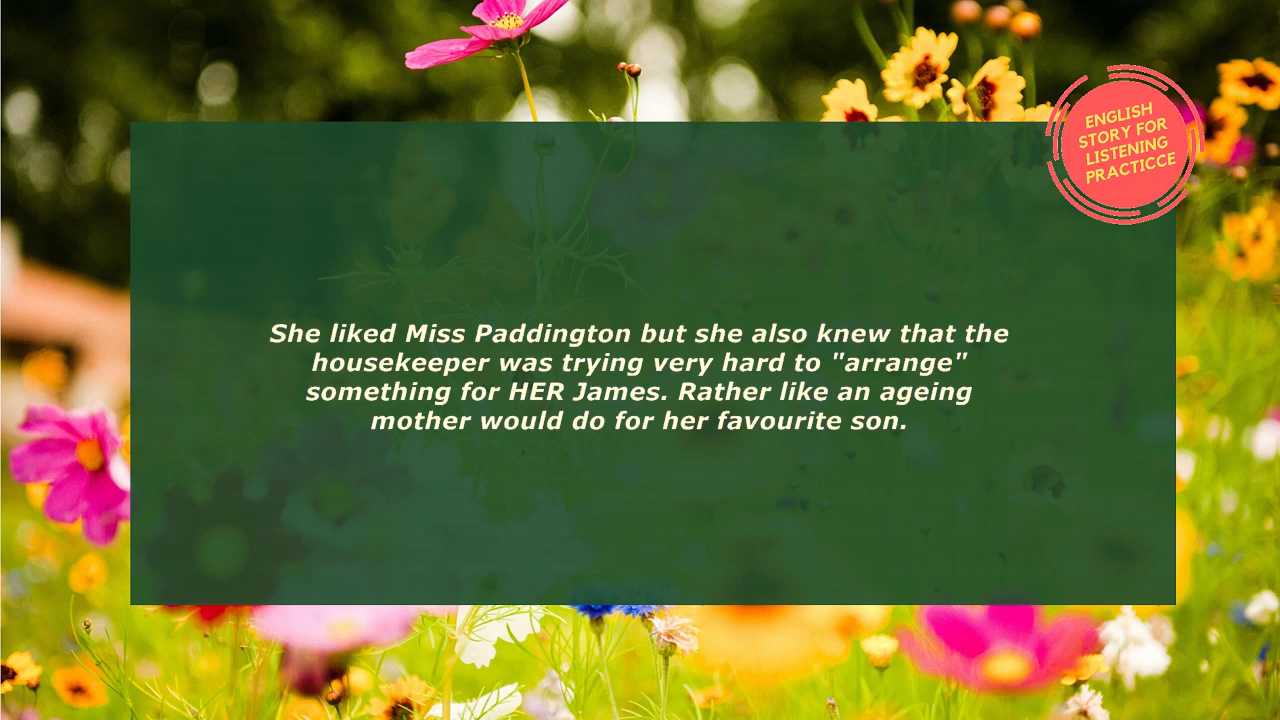 ENGLISH
STORY FOR
LISTENING
PRACTICCE
She liked Miss Paddington but she also knew that the
housekeeper was trying very hard to "arrange"
something for HER James. Rather like an ageing
mother would do for her favourite son.